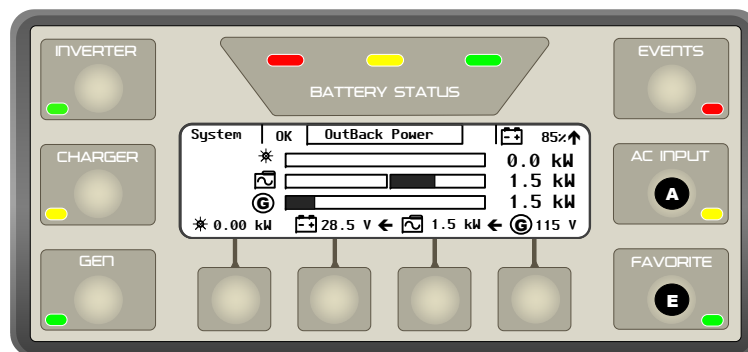 INVERTER
EVENTS
BATTERY STATUS
System OK OutBack Power 85%
CHARGER
0.0 kW
AC INPUT
1.5 kW
A
G 1.5 kW
0.00 kW 28.5 V 1.5 kW G 115 V
GEN
FAVORITE
E